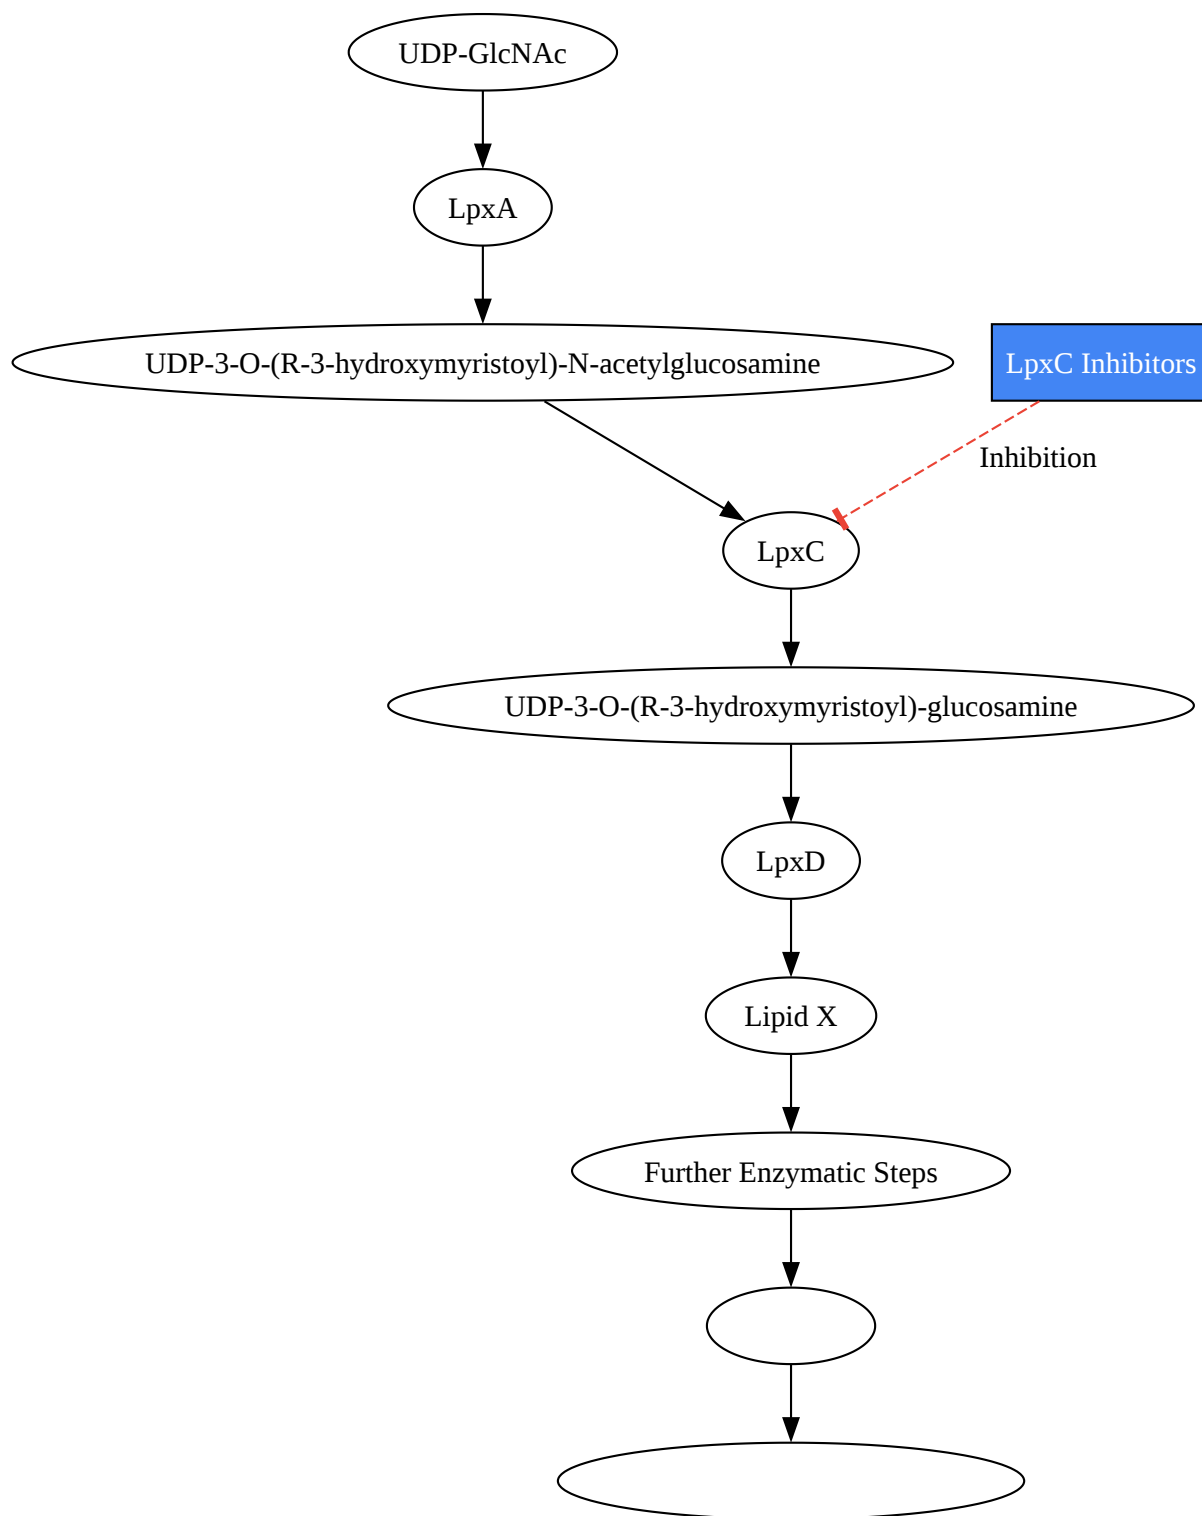 UDP-GlcNAc
LpxA
UDP-3-O-(R-3-hydroxymyristoyl)-N-acetylglucosamine
LpxC Inhibitors
Inhibition
LpxC
UDP-3-O-(R-3-hydroxymyristoyl)-glucosamine
LpxD
Lipid X
Further Enzymatic Steps